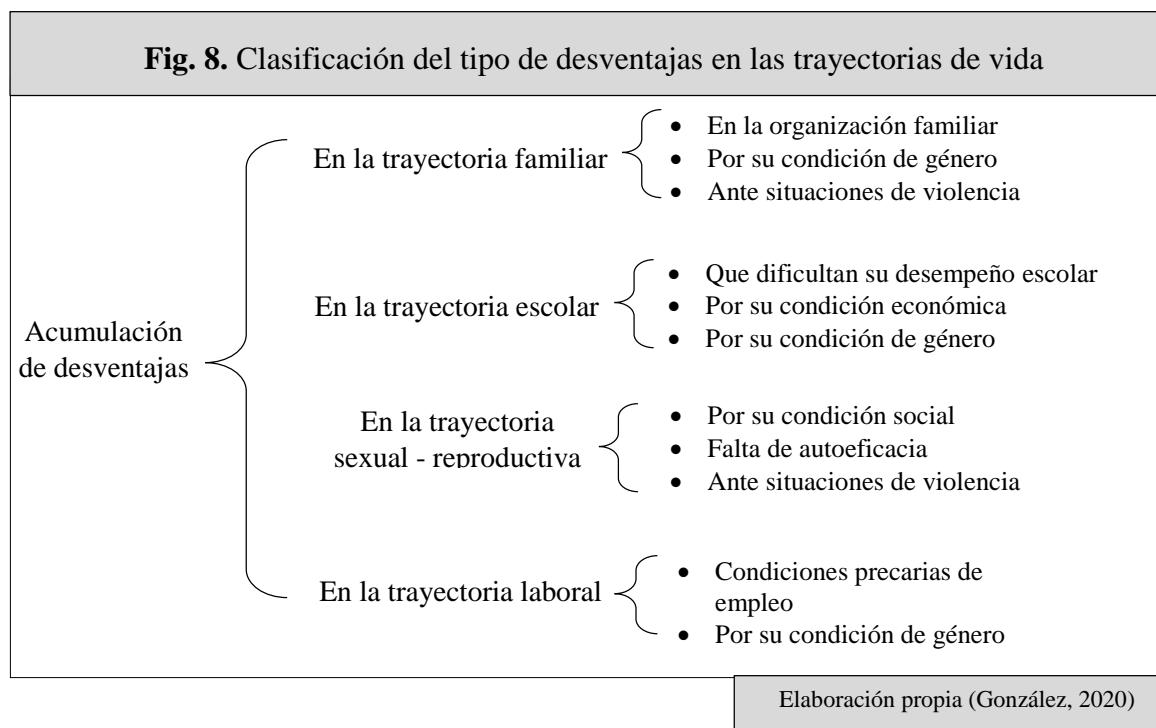 Fig. 8. Clasificación del tipo de desventajas en las trayectorias de vida
Acumulación
de desventajas
En la trayectoria familiar
• En la organización familiar
• Por su condición de género
• Ante situaciones de violencia
En la trayectoria escolar
• Que dificultan su desempeño escolar
• Por su condición económica
• Por su condición de género
En la trayectoria
sexual - reproductiva
• Por su condición social
• Falta de autoeficacia
• Ante situaciones de violencia
En la trayectoria laboral
• Condiciones precarias de
empleo
• Por su condición de género
Elaboración propia (González, 2020)